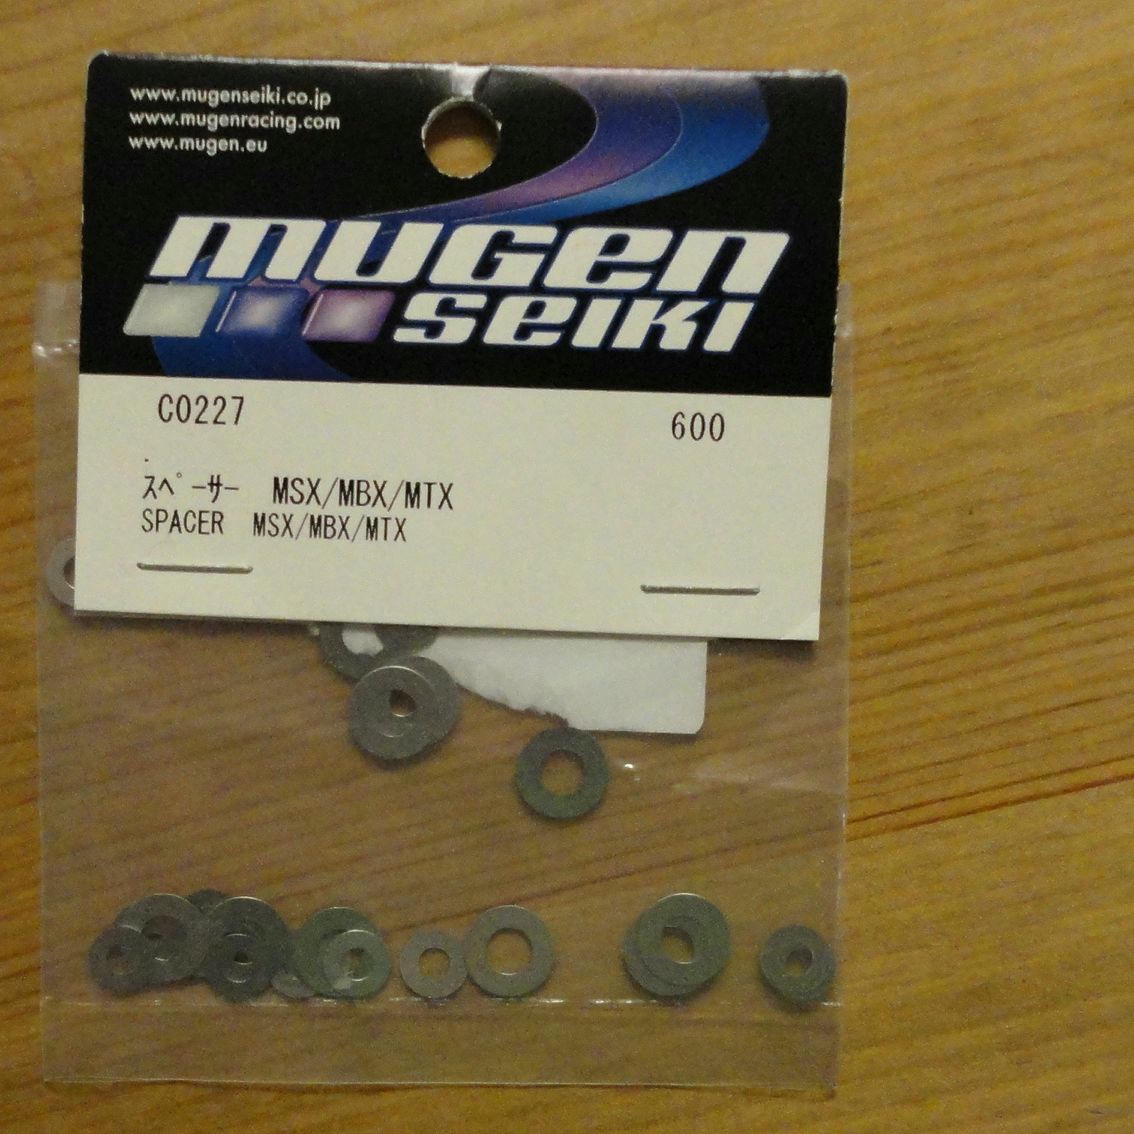 www.mugenseiki.co.jp
www.mugenracing.com
www.mugen.eu
mugen
seiki
C0227 600
ｽﾍﾟｰｻｰ MSX/MBX/MTX
SPACER MSX/MBX/MTX